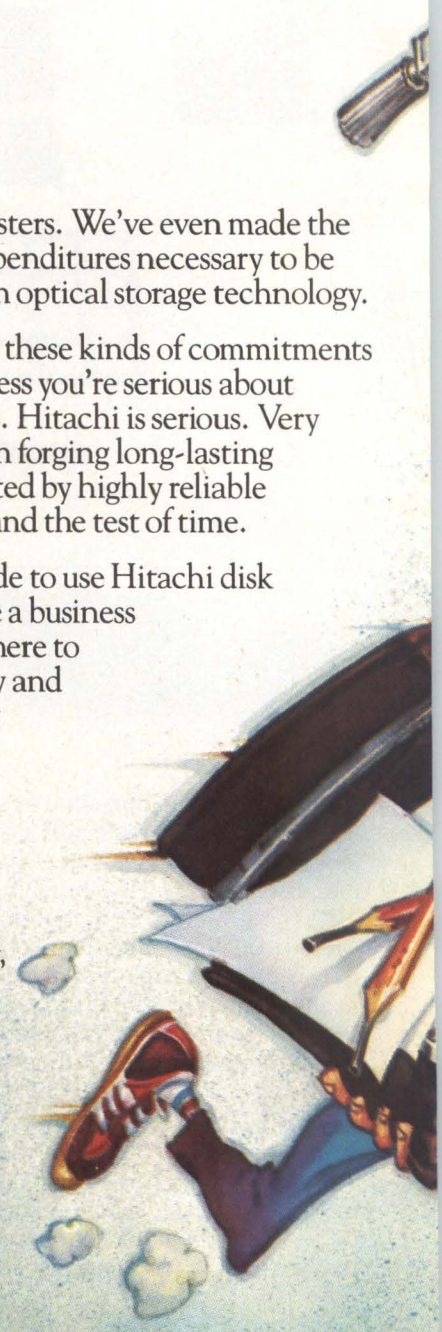 sters. We've even made the
penditures necessary to be
n optical storage technology.
these kinds of commitments
ess you're serious about
. Hitachi is serious. Very
n forging long-lasting
ted by highly reliable
and the test of time.
de to use Hitachi disk
e a business
here to
y and
,